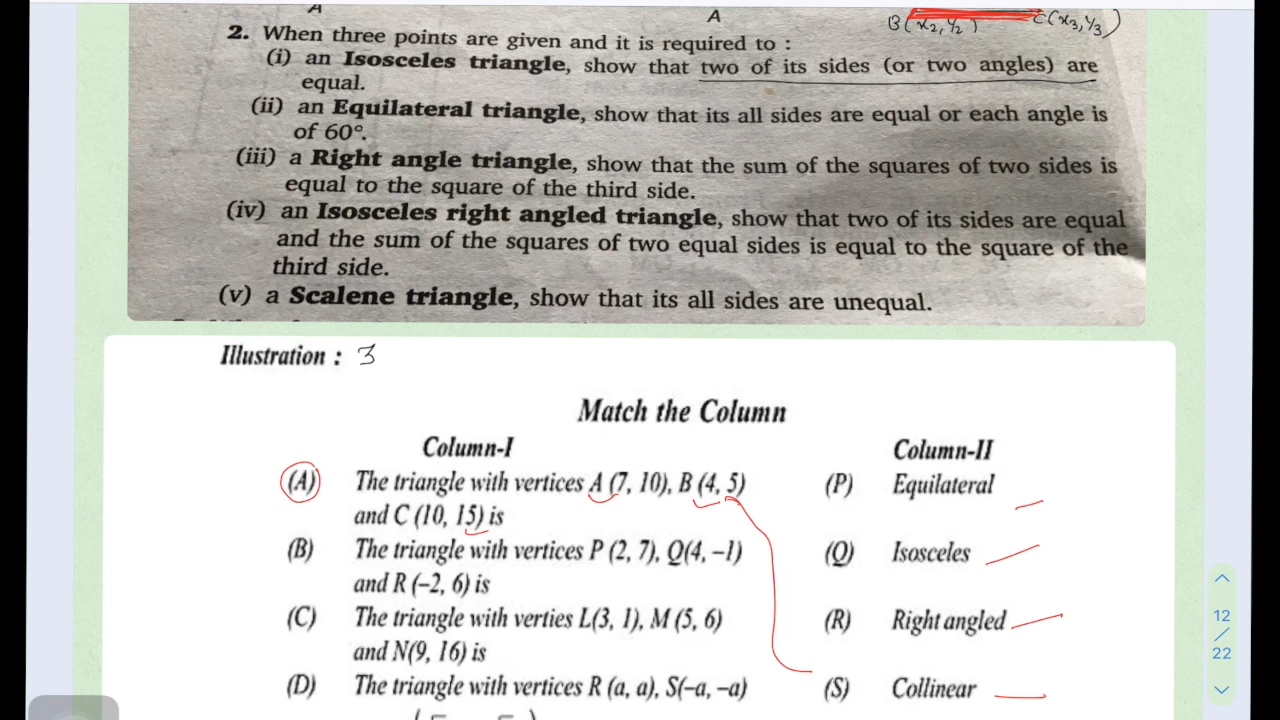 A
A
B(x2, y2) C(x3, y3)
2. When three points are given and it is required to :
(i) an Isosceles triangle, show that two of its sides (or two angles) are
equal.
(ii) an Equilateral triangle, show that its all sides are equal or each angle is
of 60°.
(iii) a Right angle triangle, show that the sum of the squares of two sides is
equal to the square of the third side.
(iv) an Isosceles right angled triangle, show that two of its sides are equal
and the sum of the squares of two equal sides is equal to the square of the
third side.
(v) a Scalene triangle, show that its all sides are unequal.
Illustration : 3
Match the Column
Column-I Column-II
(A) The triangle with vertices A (7, 10), B (4, 5) (P) Equilateral
and C (10, 15) is
(B) The triangle with vertices P (2, 7), Q(4, –1) (Q) Isosceles
and R (–2, 6) is
(C) The triangle with verties L(3, 1), M (5, 6) (R) Right angled
and N(9, 16) is
(D) The triangle with vertices R (a, a), S(–a, –a) (S) Collinear
12
/
22